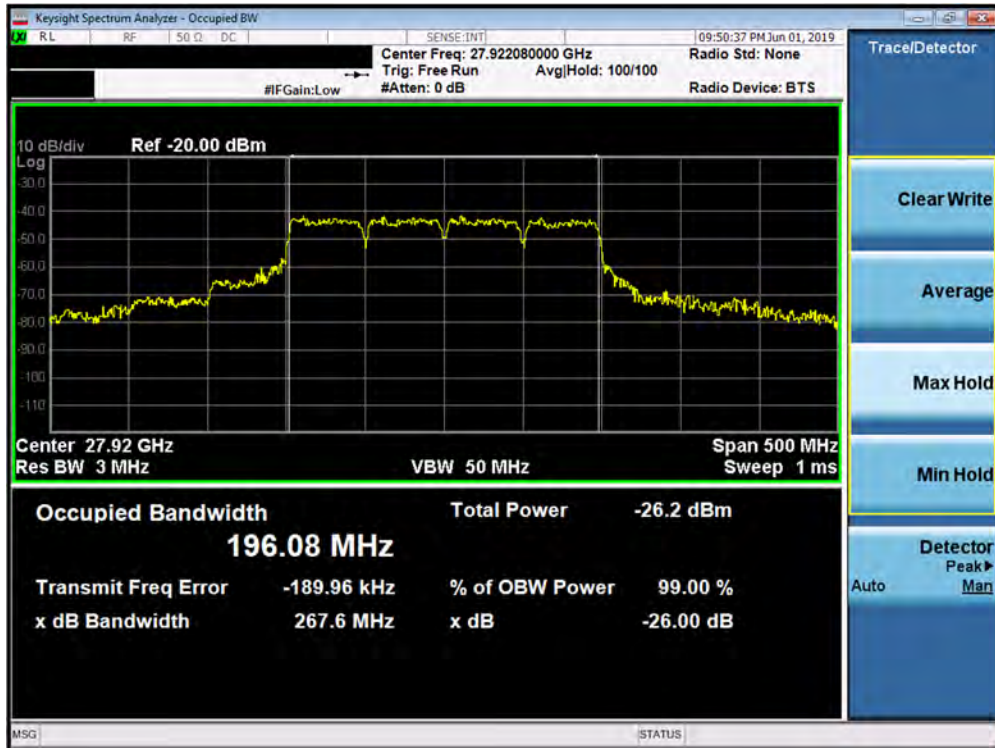 Keysight Spectrum Analyzer - Occupied BW
LXI RL RF 50 Ω DC SENSE:INT 09:50:37 PM Jun 01, 2019
Center Freq: 27.922080000 GHz Radio Std: None
Trig: Free Run Avg|Hold: 100/100
#IFGain:Low #Atten: 0 dB Radio Device: BTS
Trace/Detector
10 dB/div Ref -20.00 dBm
Log
-30.0
-40.0
-50.0
-60.0
-70.0
-80.0
-90.0
-100
-110
Center 27.92 GHz Span 500 MHz
Res BW 3 MHz VBW 50 MHz Sweep 1 ms
Occupied Bandwidth Total Power -26.2 dBm
196.08 MHz
Transmit Freq Error -189.96 kHz % of OBW Power 99.00 %
x dB Bandwidth 267.6 MHz x dB -26.00 dB
Clear Write
Average
Max Hold
Min Hold
Detector
Peak▶
Auto Man
MSG STATUS